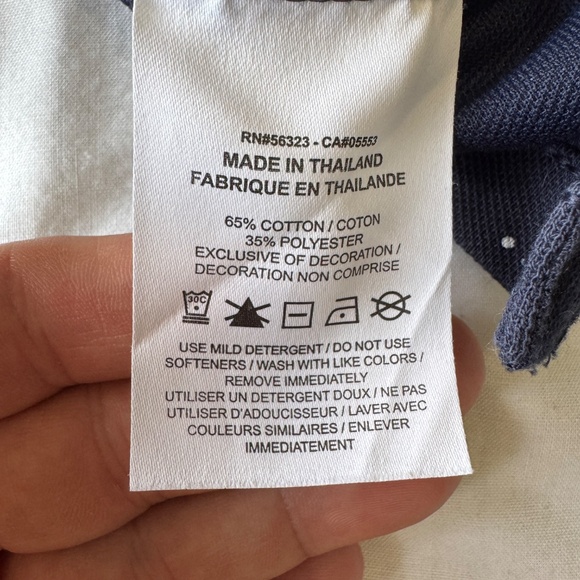 RN#56323 - CA#05553
MADE IN THAILAND
FABRIQUE EN THAILANDE
65% COTTON / COTON
35% POLYESTER
EXCLUSIVE OF DECORATION /
DECORATION NON COMPRISE
30C
USE MILD DETERGENT / DO NOT USE
SOFTENERS / WASH WITH LIKE COLORS /
REMOVE IMMEDIATELY
UTILISER UN DETERGENT DOUX / NE PAS
UTILISER D'ADOUCISSEUR / LAVER AVEC
COULEURS SIMILAIRES / ENLEVER
IMMEDIATEMENT